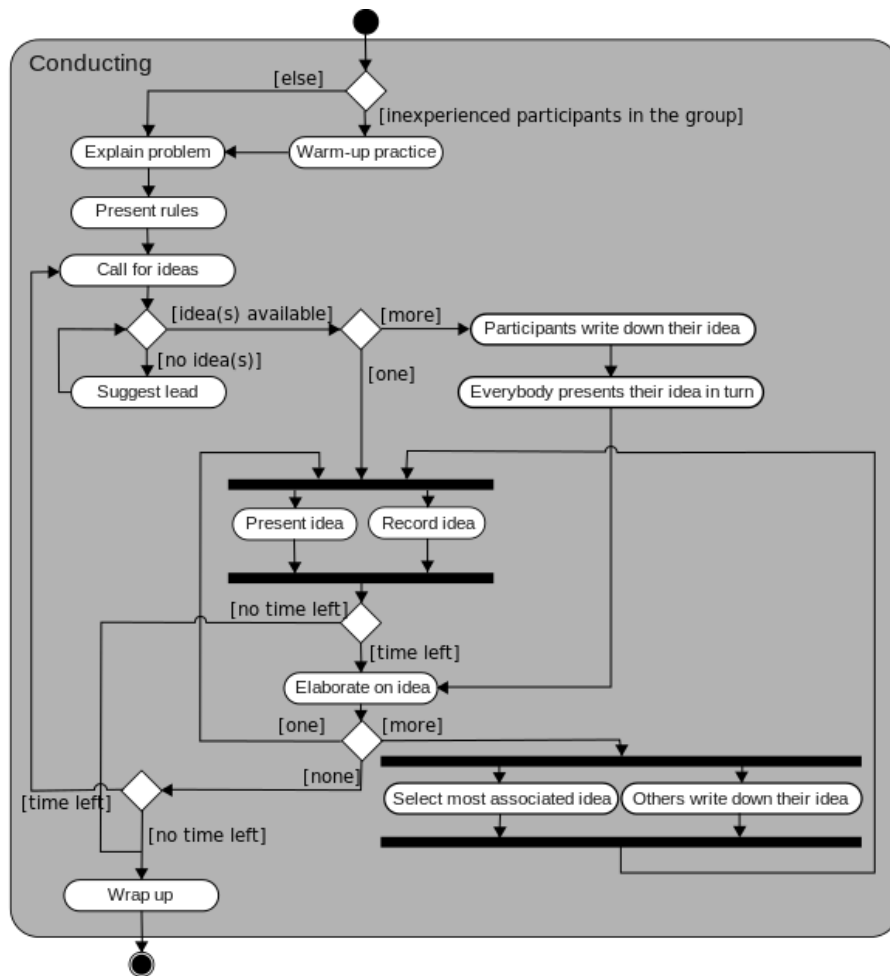 Conducting
[else]
[inexperienced participants in the group]
Explain problem
Warm-up practice
Present rules
Call for ideas
[idea(s) available]
[more]
Participants write down their idea
[no idea(s)]
[one]
Suggest lead
Everybody presents their idea in turn
Present idea
Record idea
[no time left]
[time left]
Elaborate on idea
[one]
[more]
[none]
[time left]
Select most associated idea
Others write down their idea
[no time left]
Wrap up